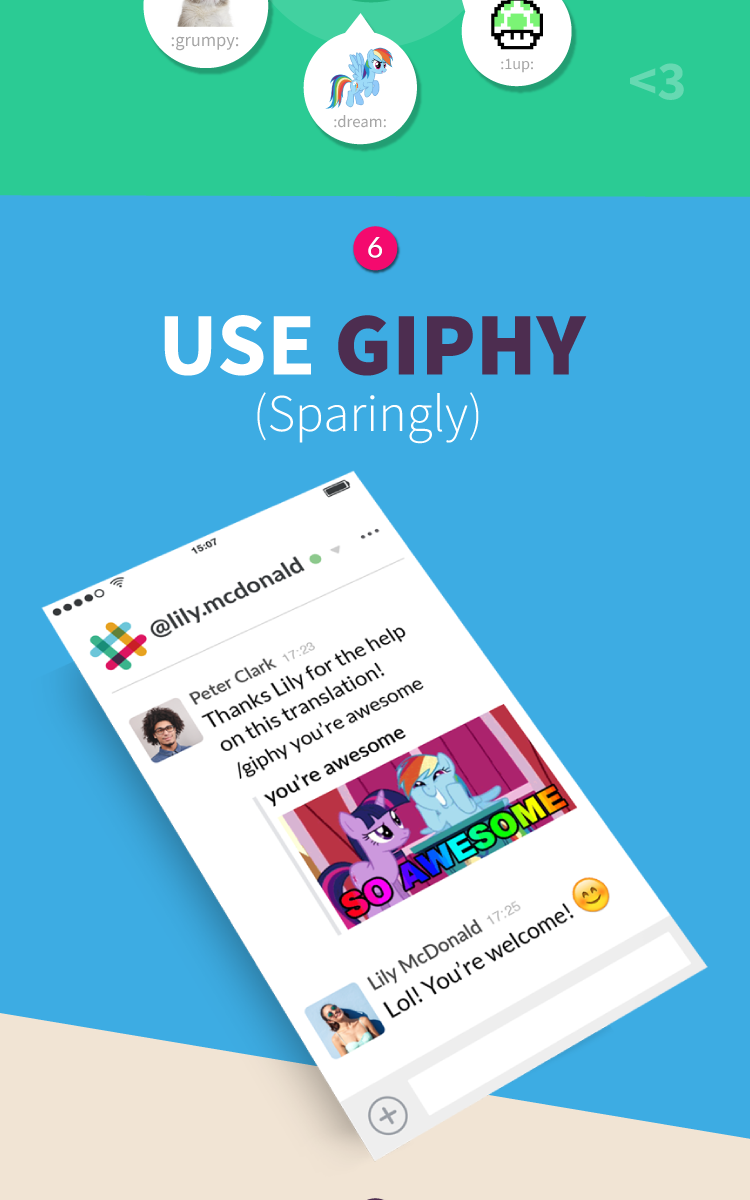 :grumpy:
:1up:
:dream:
<3
6
USE GIPHY
(Sparingly)
15:07
@lily.mcdonald
Peter Clark 17:23
Thanks Lily for the help
on this translation!
/giphy you're awesome
you're awesome
SO AWESOME
Lily McDonald 17:25
Lol! You're welcome! 😊